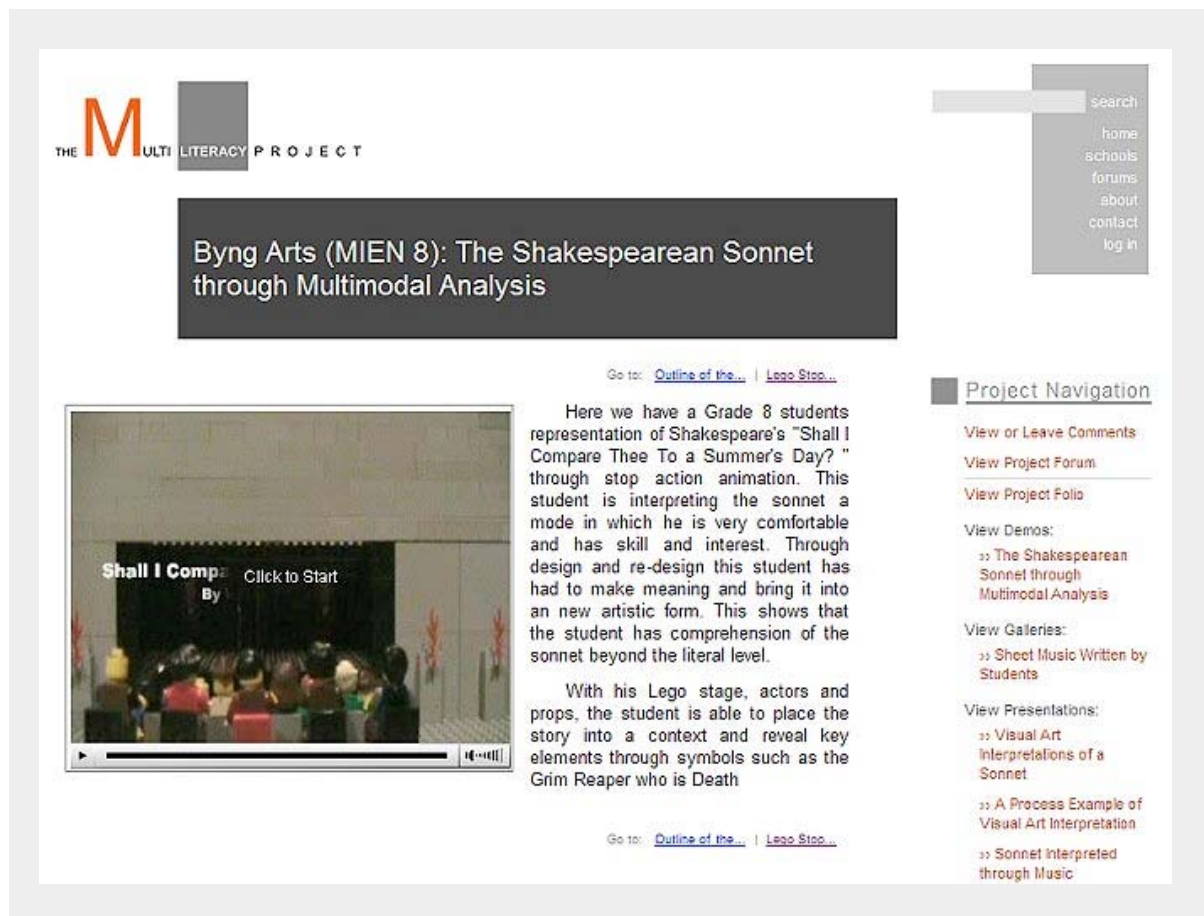 THE MULTI LITERACY PROJECT
search
home
schools
forums
about
contact
log in
Byng Arts (MIEN 8): The Shakespearean Sonnet
through Multimodal Analysis
Go to: Outline of the... | Lego Stop...
Shall I Compa
By
Click to Start
Here we have a Grade 8 students
representation of Shakespeare's "Shall I
Compare Thee To a Summer's Day? "
through stop action animation. This
student is interpreting the sonnet a
mode in which he is very comfortable
and has skill and interest. Through
design and re-design this student has
had to make meaning and bring it into
an new artistic form. This shows that
the student has comprehension of the
sonnet beyond the literal level.
With his Lego stage, actors and
props, the student is able to place the
story into a context and reveal key
elements through symbols such as the
Grim Reaper who is Death
Go to: Outline of the... | Lego Stop...
Project Navigation
View or Leave Comments
View Project Forum
View Project Folio
View Demos:
›› The Shakespearean
Sonnet through
Multimodal Analysis
View Galleries:
›› Sheet Music Written by
Students
View Presentations:
›› Visual Art
Interpretations of a
Sonnet
›› A Process Example of
Visual Art Interpretation
›› Sonnet Interpreted
through Music